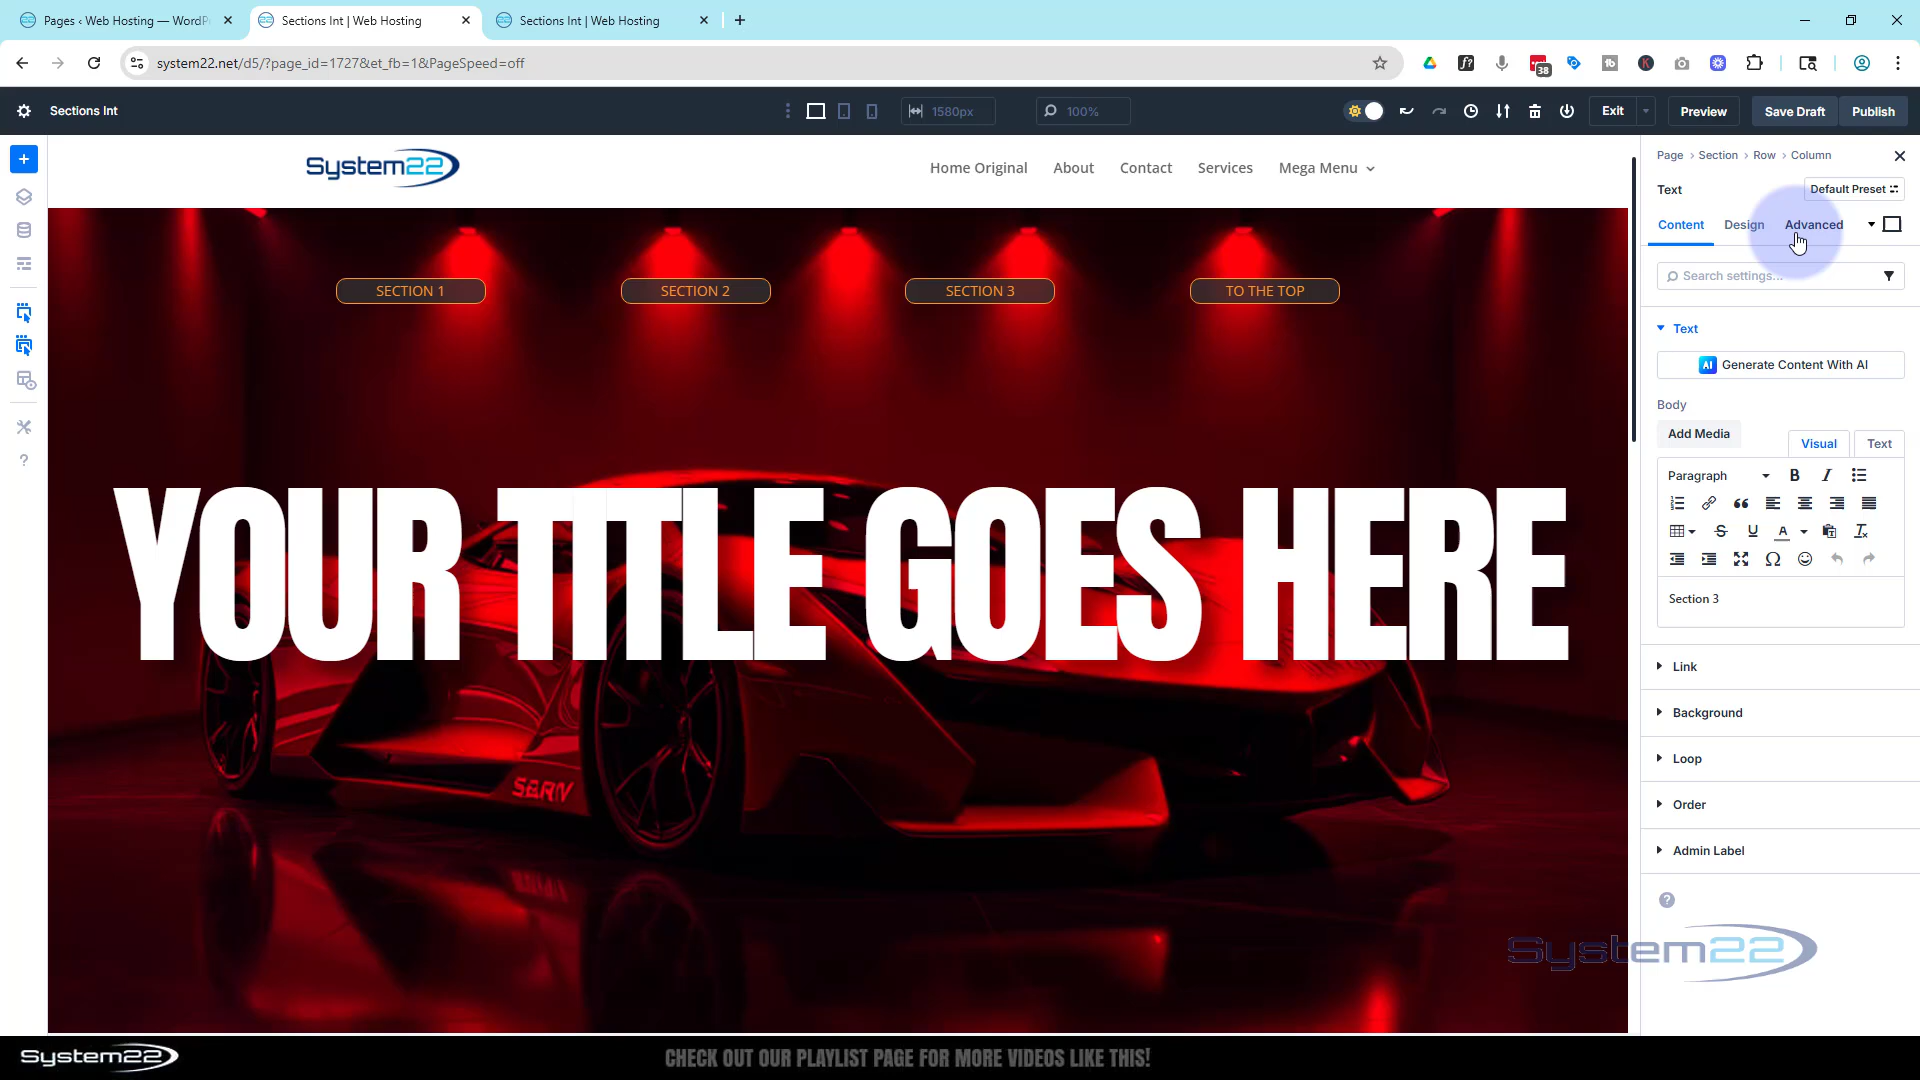 Pages ‹ Web Hosting — WordP
Sections Int | Web Hosting
Sections Int | Web Hosting
system22.net/d5/?page_id=1727&et_fb=1&PageSpeed=off
38
Sections Int
1580px
100%
Exit
Preview
Save Draft
Publish
System22
Home Original
About
Contact
Services
Mega Menu
SECTION 1
SECTION 2
SECTION 3
TO THE TOP
YOUR TITLE GOES HERE
Page › Section › Row › Column
Text
Default Preset
Content
Design
Advanced
Search settings...
Text
AI Generate Content With AI
Body
Add Media
Visual
Text
Paragraph
Section 3
Link
Background
Loop
Order
Admin Label
System22
System22
CHECK OUT OUR PLAYLIST PAGE FOR MORE VIDEOS LIKE THIS!